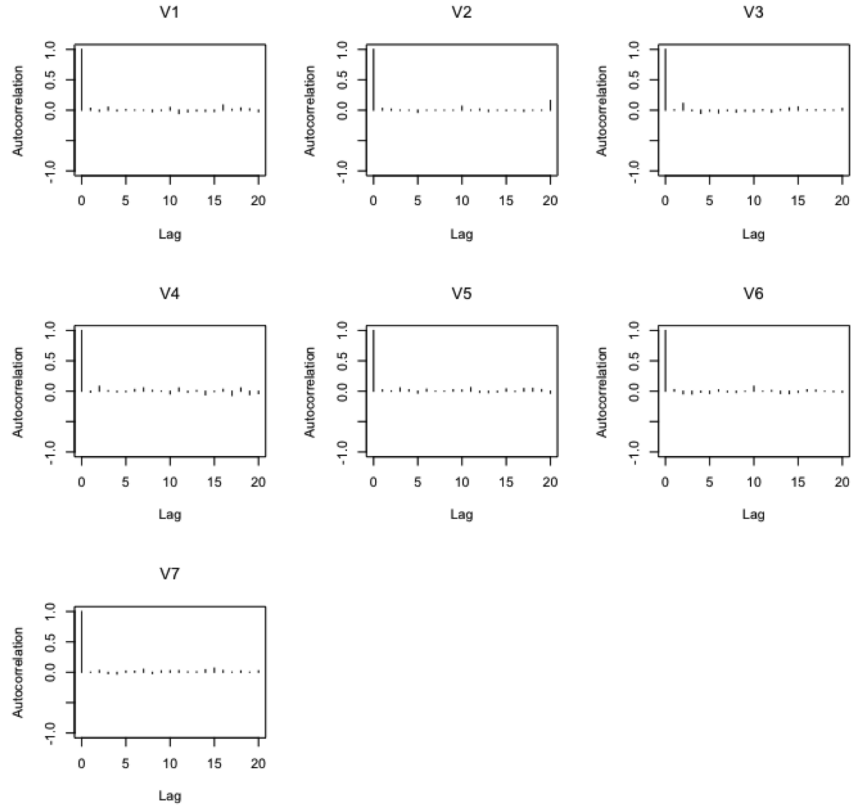 V1 V2 V3
1.0 1.0 1.0
0.5 0.5 0.5
0.0 0.0 0.0
-1.0 -1.0 -1.0
Autocorrelation Autocorrelation Autocorrelation
0 5 10 15 20 0 5 10 15 20 0 5 10 15 20
Lag Lag Lag
V4 V5 V6
1.0 1.0 1.0
0.5 0.5 0.5
0.0 0.0 0.0
-1.0 -1.0 -1.0
Autocorrelation Autocorrelation Autocorrelation
0 5 10 15 20 0 5 10 15 20 0 5 10 15 20
Lag Lag Lag
V7
1.0
0.5
0.0
-1.0
Autocorrelation
0 5 10 15 20
Lag